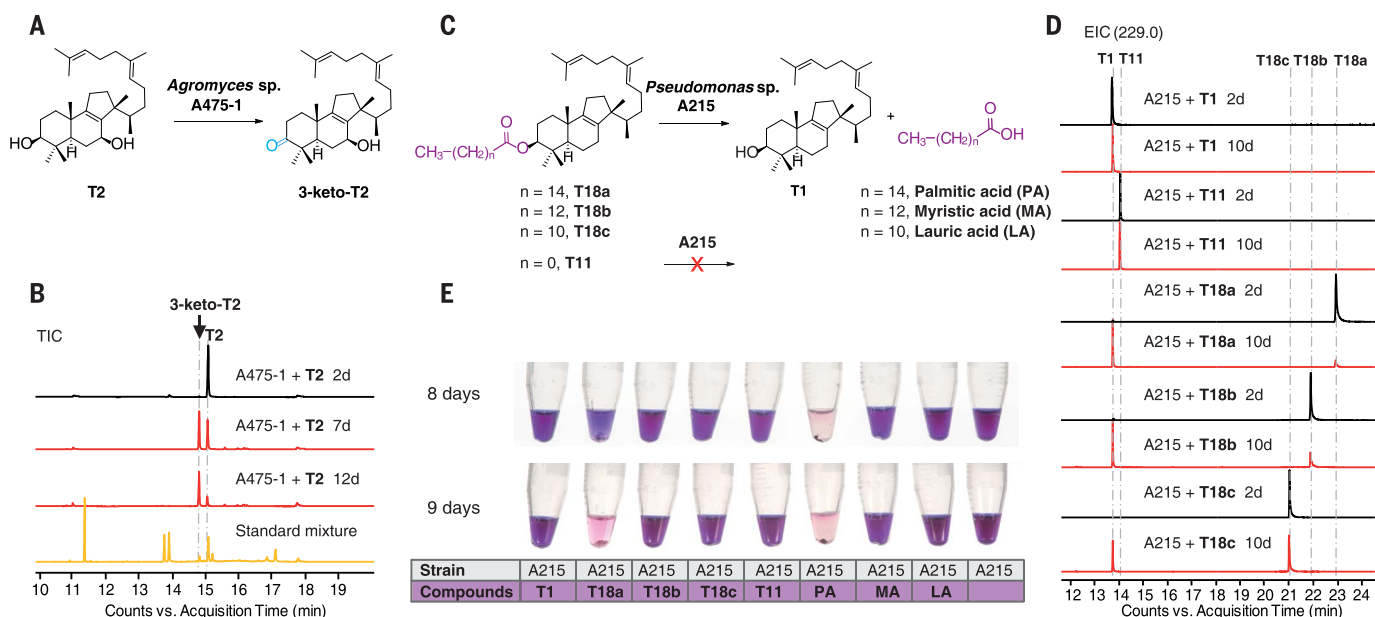 A
HO
OH
H
T2
Agromyces sp.
A475-1
O
OH
H
3-keto-T2
B
3-keto-T2
TIC
T2
A475-1 + T2 2d
A475-1 + T2 7d
A475-1 + T2 12d
Standard mixture
10 11 12 13 14 15 16 17 18 19
Counts vs. Acquisition Time (min)
C
O
CH3-(CH2)n
O
H
n = 14, T18a
n = 12, T18b
n = 10, T18c
n = 0, T11
Pseudomonas sp.
A215
A215
X
HO
H
T1
+
O
CH3-(CH2)n
OH
n = 14, Palmitic acid (PA)
n = 12, Myristic acid (MA)
n = 10, Lauric acid (LA)
D
EIC (229.0)
T1 T11 T18c T18b T18a
A215 + T1 2d
A215 + T1 10d
A215 + T11 2d
A215 + T11 10d
A215 + T18a 2d
A215 + T18a 10d
A215 + T18b 2d
A215 + T18b 10d
A215 + T18c 2d
A215 + T18c 10d
12 13 14 15 16 17 18 19 20 21 22 23 24
Counts vs. Acquisition Time (min)
E
8 days
9 days
Strain A215 A215 A215 A215 A215 A215 A215 A215 A215
Compounds T1 T18a T18b T18c T11 PA MA LA